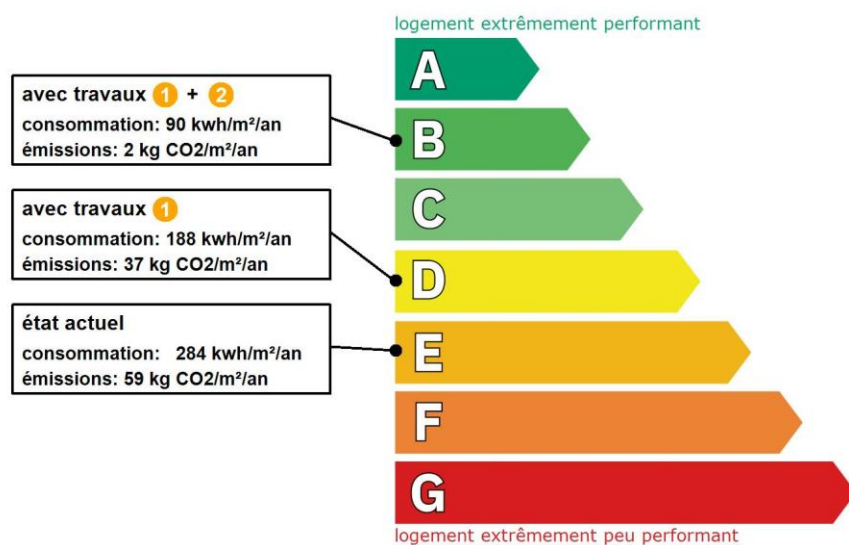 logement extrêmement performant
A
avec travaux 1 + 2
consommation: 90 kwh/m²/an
émissions: 2 kg CO2/m²/an
B
C
avec travaux 1
consommation: 188 kwh/m²/an
émissions: 37 kg CO2/m²/an
D
état actuel
consommation: 284 kwh/m²/an
émissions: 59 kg CO2/m²/an
E
F
G
logement extrêmement peu performant